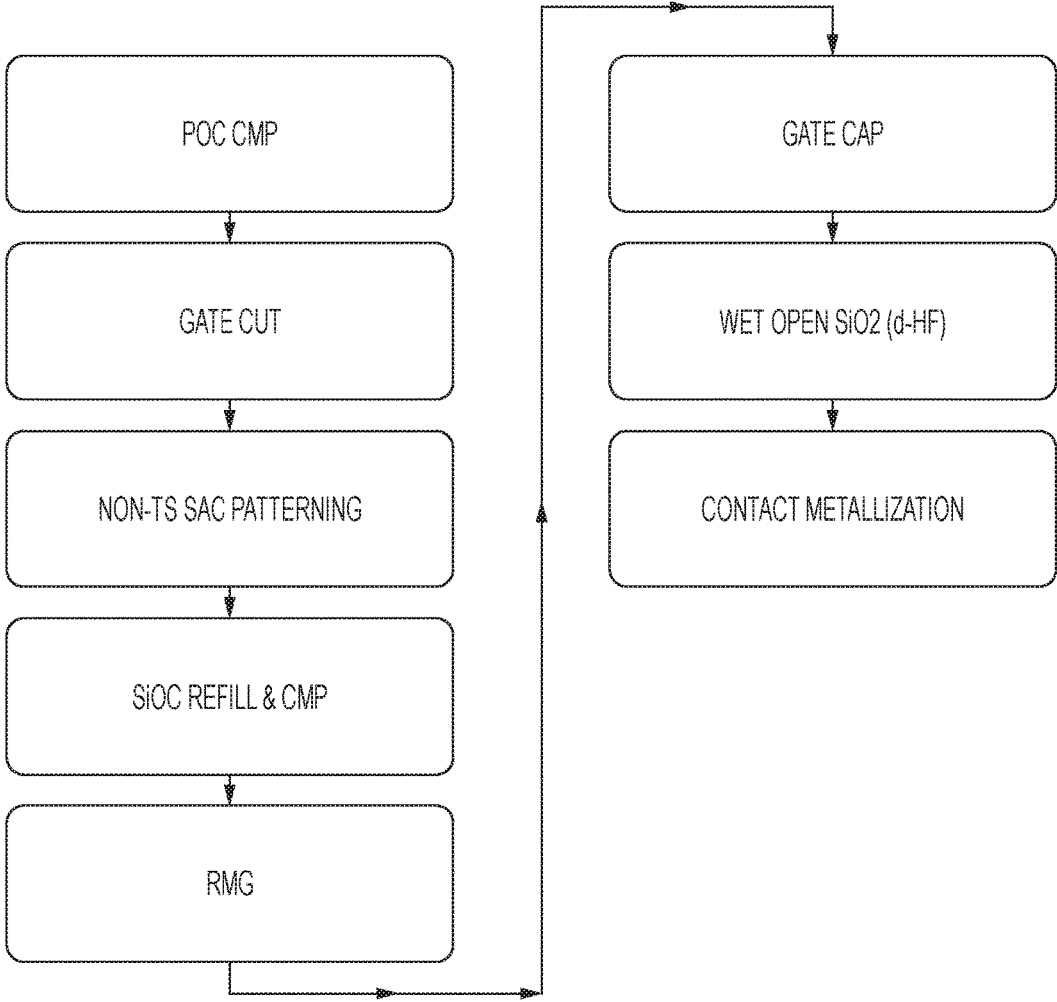 POC CMP
GATE CUT
NON-TS SAC PATTERNING
SiOC REFILL & CMP
RMG
GATE CAP
WET OPEN SiO2 (d-HF)
CONTACT METALLIZATION